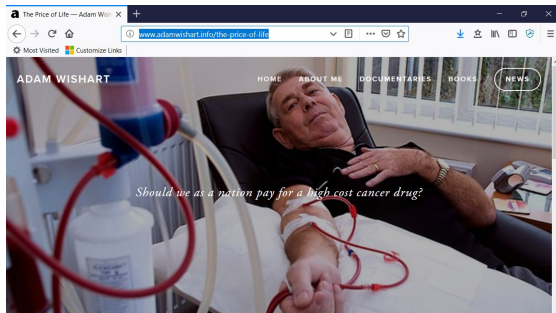 The Price of Life — Adam Wish
www.adamwishart.info/the-price-of-life
Most Visited Customize Links
ADAM WISHART
HOME ABOUT ME DOCUMENTARIES BOOKS NEWS
Should we as a nation pay for a high cost cancer drug?